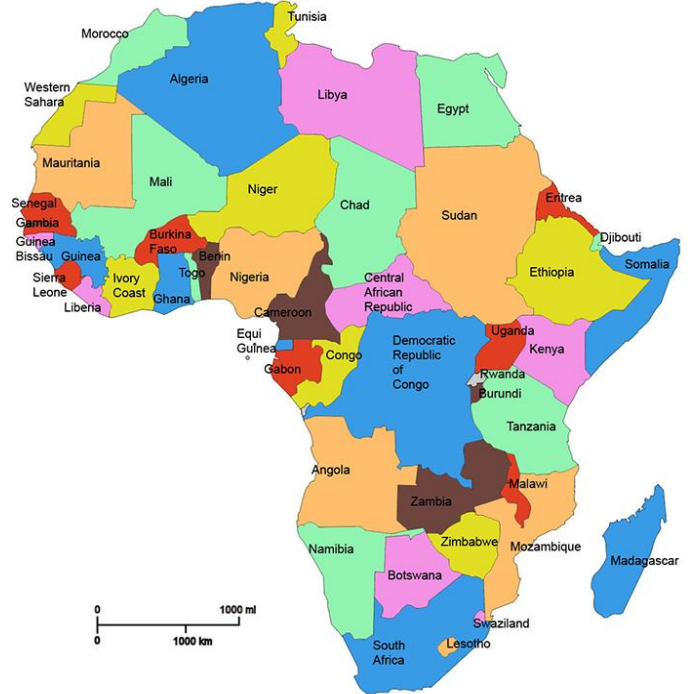 Tunisia
Morocco
Algeria
Libya
Egypt
Western
Sahara
Mauritania
Mali
Niger
Chad
Sudan
Eritrea
Senegal
Gambia
Guinea
Bissau
Guinea
Burkina
Faso
Benin
Djibouti
Somalia
Sierra
Leone
Ivory
Coast
Togo
Ghana
Nigeria
Ethiopia
Liberia
Cameroon
Central
African
Republic
Equi
Guinea
Gabon
Congo
Democratic
Republic
of
Congo
Uganda
Kenya
Rwanda
Burundi
Tanzania
Angola
Zambia
Malawi
Mozambique
Madagascar
Namibia
Zimbabwe
Botswana
Swaziland
South
Africa
Lesotho
0 1000 mi
0 1000 km